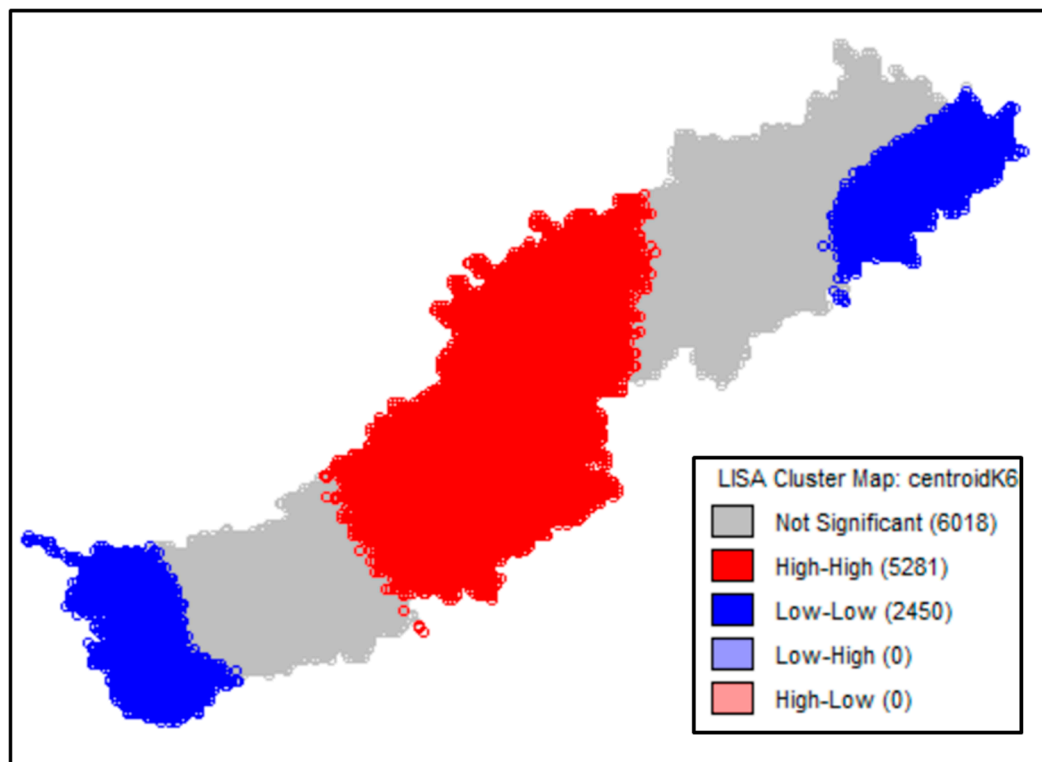 LISA Cluster Map: centroidK6
Not Significant (6018)
High-High (5281)
Low-Low (2450)
Low-High (0)
High-Low (0)